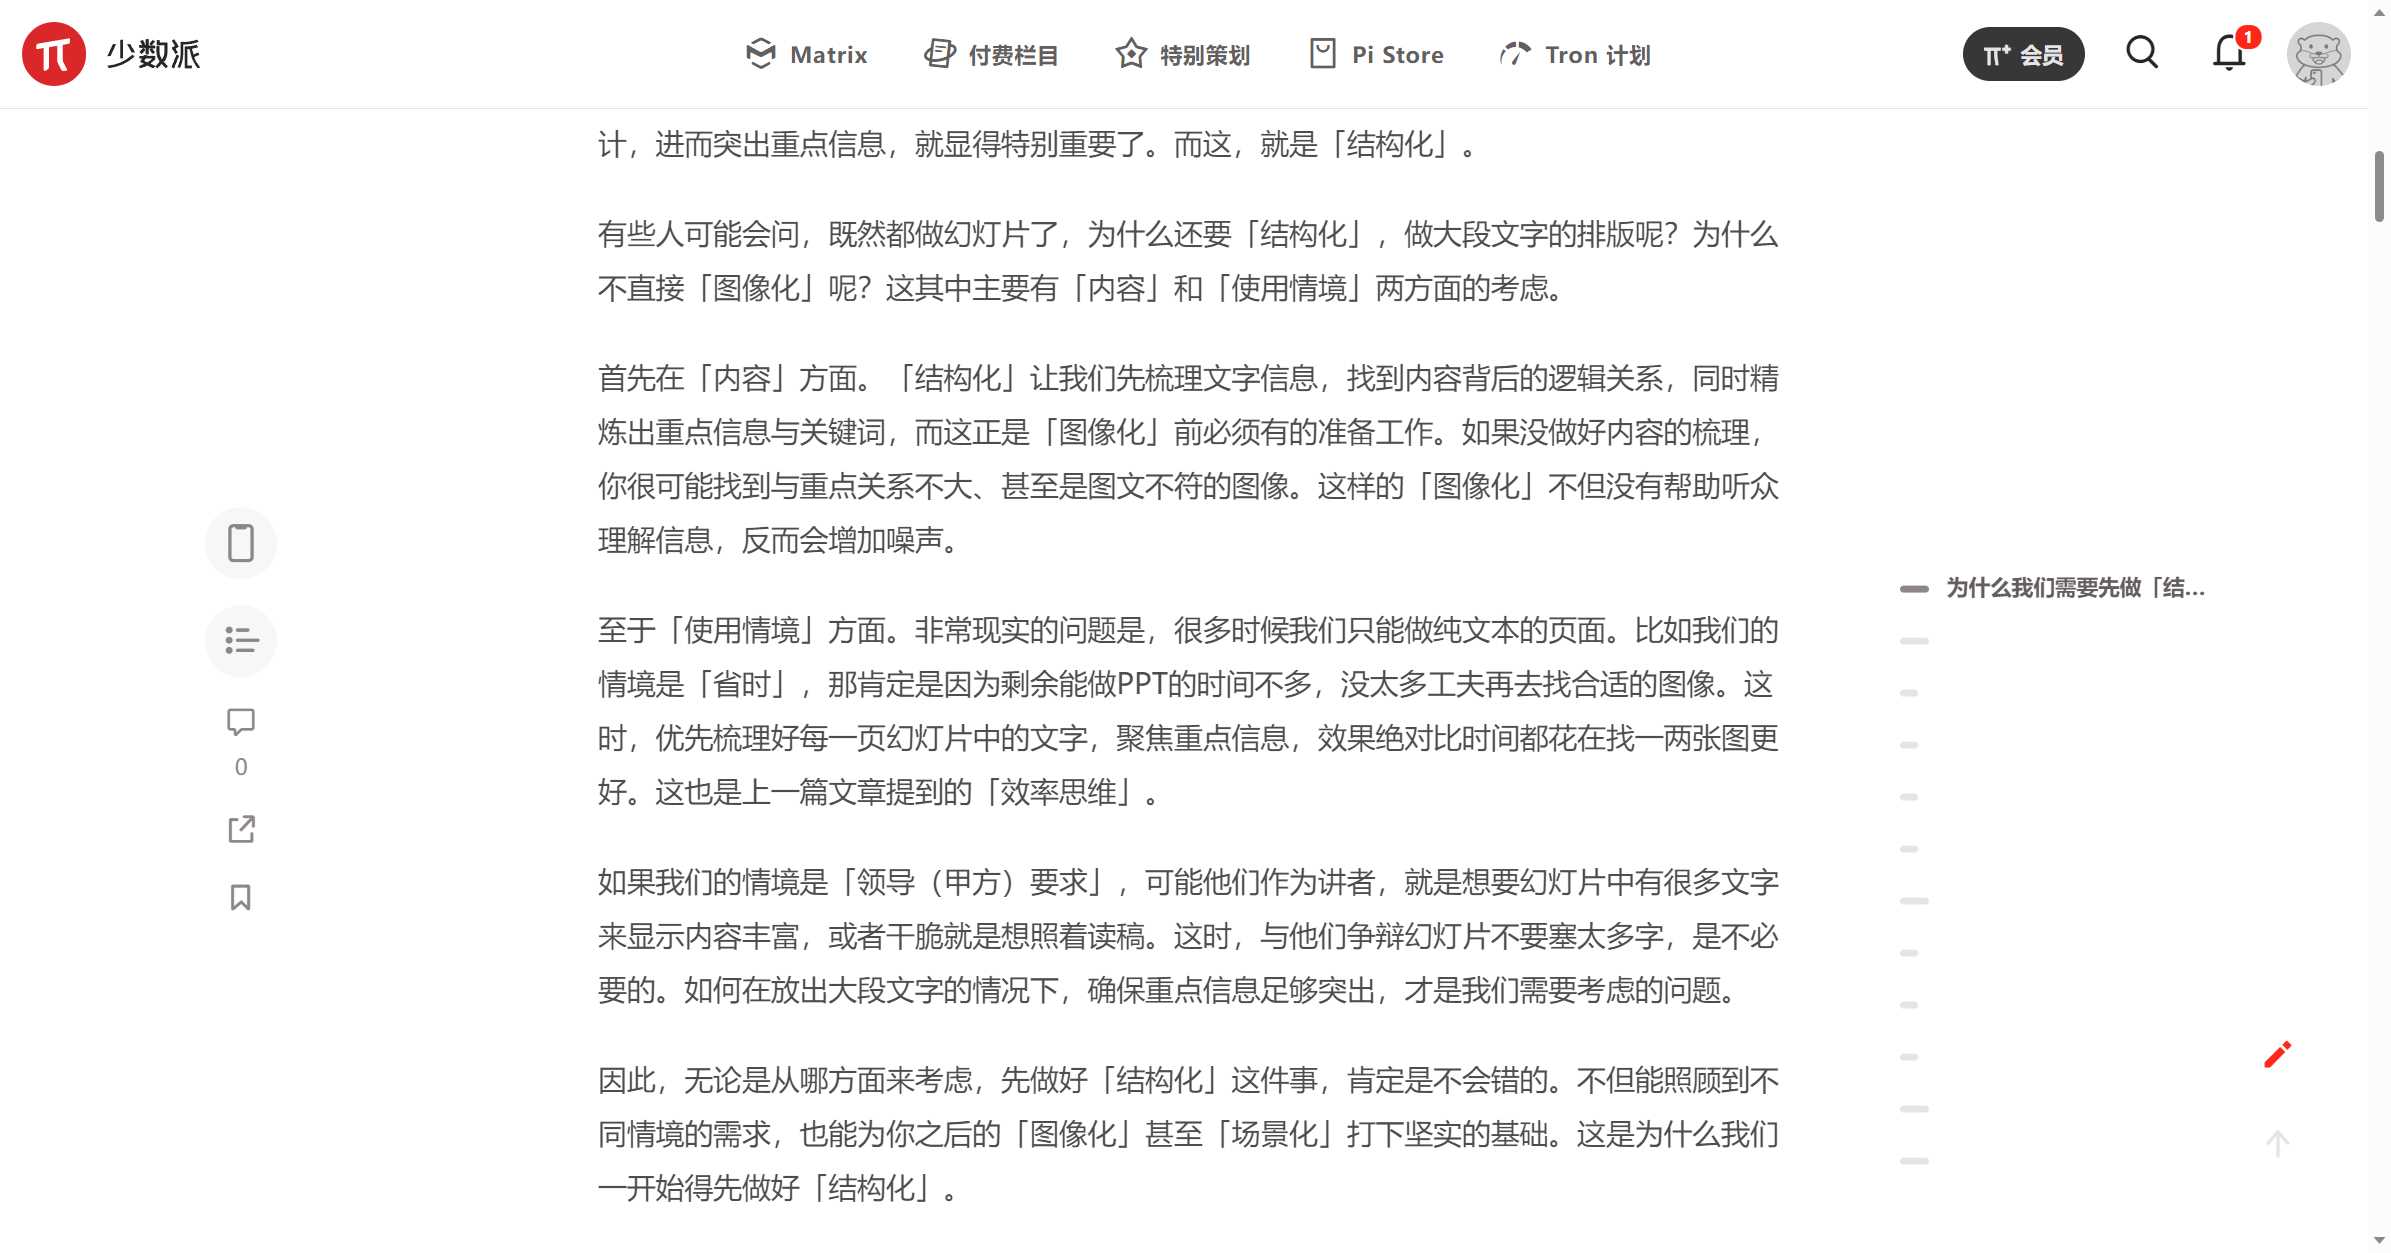 少数派
Matrix
付费栏目
特别策划
Pi Store
Tron 计划
π+ 会员
1
计，进而突出重点信息，就显得特别重要了。而这，就是「结构化」。
有些人可能会问，既然都做幻灯片了，为什么还要「结构化」，做大段文字的排版呢？为什么
不直接「图像化」呢？这其中主要有「内容」和「使用情境」两方面的考虑。
首先在「内容」方面。「结构化」让我们先梳理文字信息，找到内容背后的逻辑关系，同时精
炼出重点信息与关键词，而这正是「图像化」前必须有的准备工作。如果没做好内容的梳理，
你很可能找到与重点关系不大、甚至是图文不符的图像。这样的「图像化」不但没有帮助听众
理解信息，反而会增加噪声。
至于「使用情境」方面。非常现实的问题是，很多时候我们只能做纯文本的页面。比如我们的
情境是「省时」，那肯定是因为剩余能做PPT的时间不多，没太多工夫再去找合适的图像。这
时，优先梳理好每一页幻灯片中的文字，聚焦重点信息，效果绝对比时间都花在找一两张图更
好。这也是上一篇文章提到的「效率思维」。
如果我们的情境是「领导（甲方）要求」，可能他们作为讲者，就是想要幻灯片中有很多文字
来显示内容丰富，或者干脆就是想照着读稿。这时，与他们争辩幻灯片不要塞太多字，是不必
要的。如何在放出大段文字的情况下，确保重点信息足够突出，才是我们需要考虑的问题。
因此，无论是从哪方面来考虑，先做好「结构化」这件事，肯定是不会错的。不但能照顾到不
同情境的需求，也能为你之后的「图像化」甚至「场景化」打下坚实的基础。这是为什么我们
一开始得先做好「结构化」。
0
为什么我们需要先做「结...